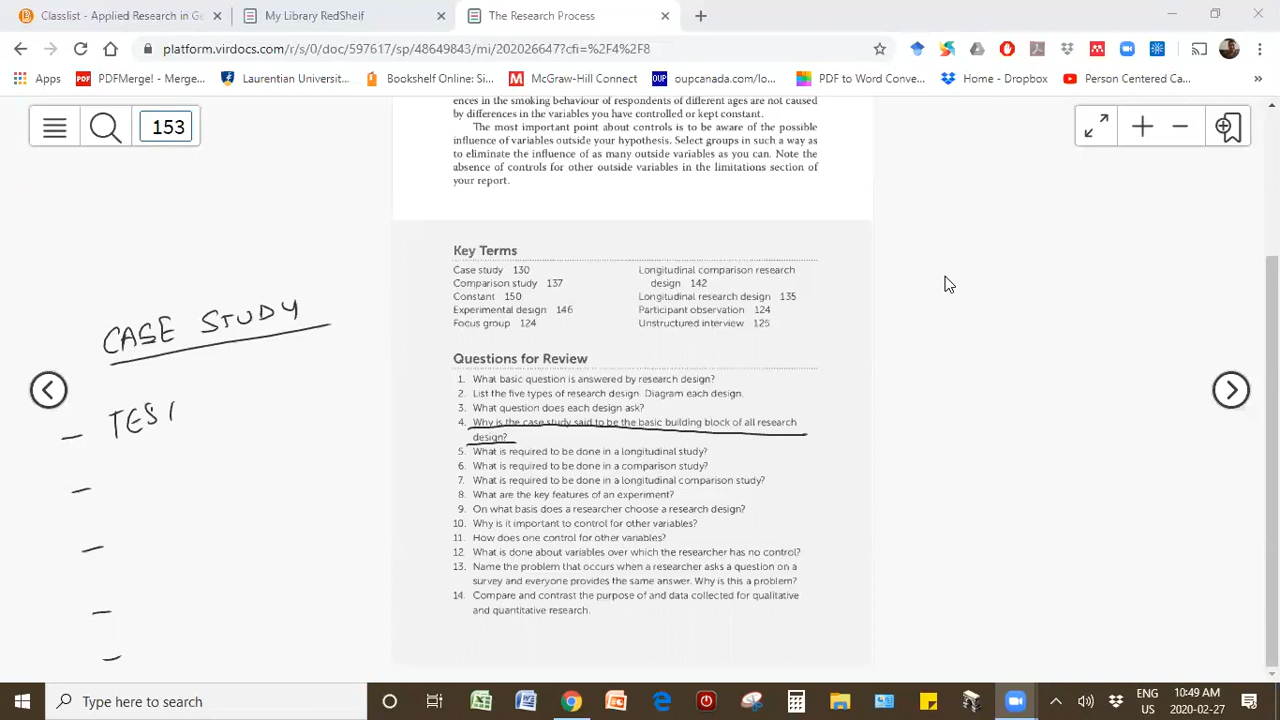 Classlist - Applied Research in Ge
My Library RedShelf
The Research Process
platform.virdocs.com/r/s/0/doc/597617/sp/48649843/mi/202026647?cfi=%2F4%2F8
Apps
PDFMerge! - Merge...
Laurentian Universit...
Bookshelf Online: Si...
McGraw-Hill Connect
oupcanada.com/lo...
PDF to Word Conve...
Home - Dropbox
Person Centered Ca...
153
ences in the smoking behaviour of respondents of different ages are not caused
by differences in the variables you have controlled or kept constant.
The most important point about controls is to be aware of the possible
influence of variables outside your hypothesis. Select groups in such a way as
to eliminate the influence of as many outside variables as you can. Note the
absence of controls for other outside variables in the limitations section of
your report.
Key Terms
Case study 130
Comparison study 137
Constant 150
Experimental design 146
Focus group 124
Longitudinal comparison research
design 142
Longitudinal research design 135
Participant observation 124
Unstructured interview 125
CASE STUDY
- TEST
Questions for Review
1. What basic question is answered by research design?
2. List the five types of research design. Diagram each design.
3. What question does each design ask?
4. Why is the case study said to be the basic building block of all research
design?
5. What is required to be done in a longitudinal study?
6. What is required to be done in a comparison study?
7. What is required to be done in a longitudinal comparison study?
8. What are the key features of an experiment?
9. On what basis does a researcher choose a research design?
10. Why is it important to control for other variables?
11. How does one control for other variables?
12. What is done about variables over which the researcher has no control?
13. Name the problem that occurs when a researcher asks a question on a
survey and everyone provides the same answer. Why is this a problem?
14. Compare and contrast the purpose of and data collected for qualitative
and quantitative research.
Type here to search
ENG
US
10:49 AM
2020-02-27